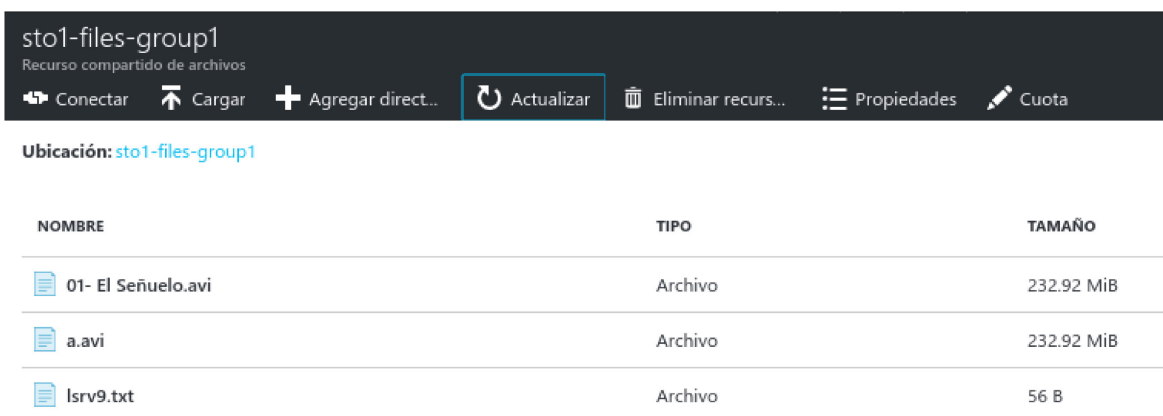 sto1-files-group1
Recurso compartido de archivos
Conectar Cargar Agregar direct... Actualizar Eliminar recurs... Propiedades Cuota
Ubicación: sto1-files-group1
NOMBRE TIPO TAMAÑO
01- El Señuelo.avi Archivo 232.92 MiB
a.avi Archivo 232.92 MiB
lsrv9.txt Archivo 56 B